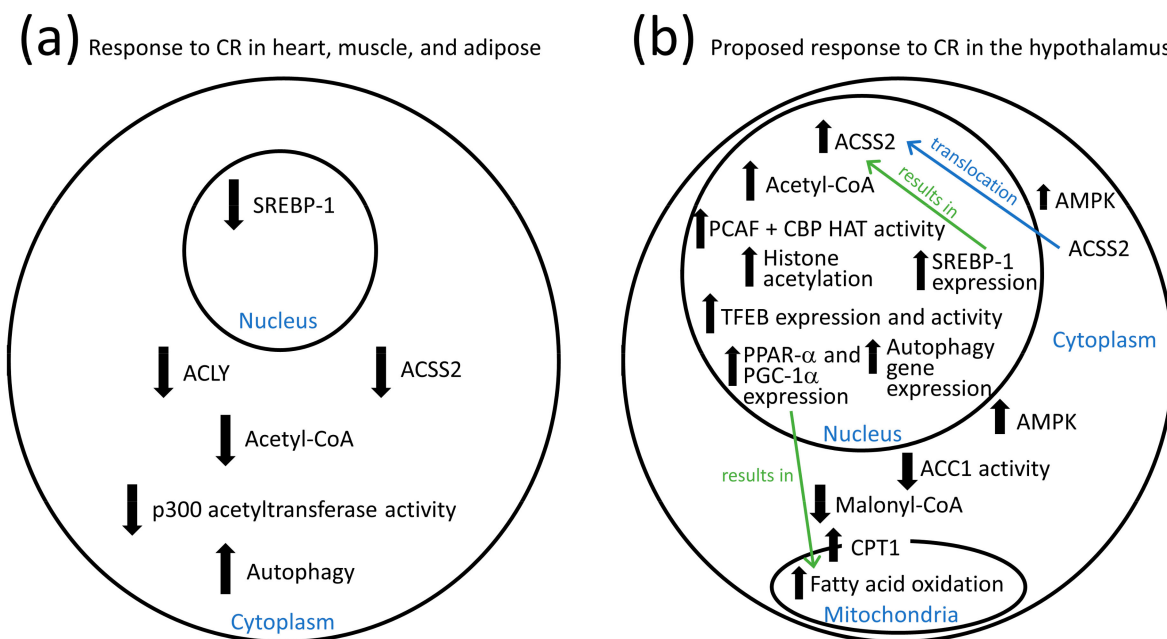 (a) Response to CR in heart, muscle, and adipose
SREBP-1
Nucleus
ACLY
ACSS2
Acetyl-CoA
p300 acetyltransferase activity
Autophagy
Cytoplasm
(b) Proposed response to CR in the hypothalamus
ACSS2
translocation
results in
Acetyl-CoA
AMPK
PCAF + CBP HAT activity
ACSS2
Histone
acetylation
SREBP-1
expression
TFEB expression and activity
Cytoplasm
PPAR-α and
PGC-1α
expression
Autophagy
gene
expression
AMPK
Nucleus
results in
ACC1 activity
Malonyl-CoA
CPT1
Fatty acid oxidation
Mitochondria